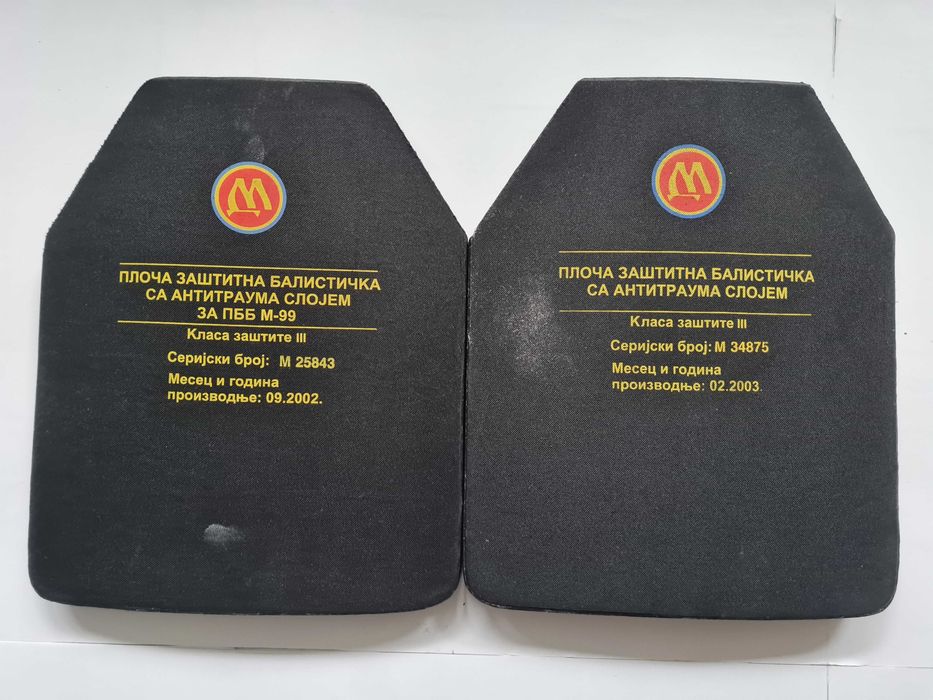 ПЛОЧА ЗАШТИТНА БАЛИСТИЧКА
СА АНТИТРАУМА СЛОЈЕМ
ЗА ПББ М-99
Класа заштите III
Серијски број: М 25843
Месец и година
производње: 09.2002.
ПЛОЧА ЗАШТИТНА БАЛИСТИЧКА
СА АНТИТРАУМА СЛОЈЕМ
Класа заштите III
Серијски број: М 34875
Месец и година
производње: 02.2003.